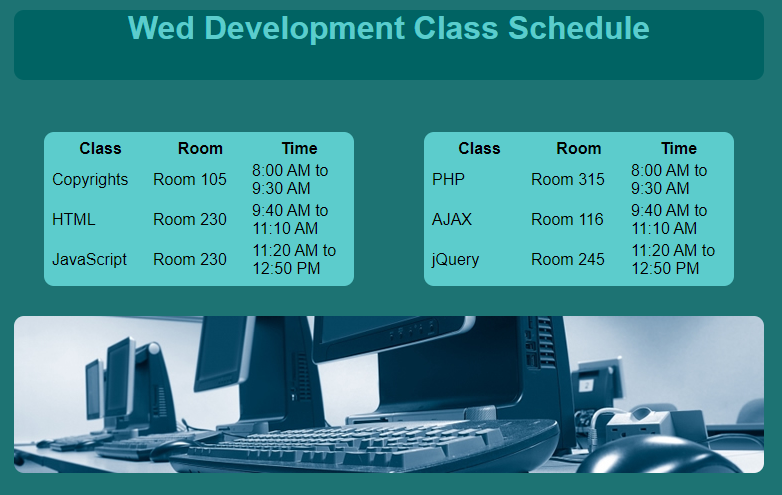 Wed Development Class Schedule
Class Room Time
Copyrights Room 105 8:00 AM to
9:30 AM
HTML Room 230 9:40 AM to
11:10 AM
JavaScript Room 230 11:20 AM to
12:50 PM
Class Room Time
PHP Room 315 8:00 AM to
9:30 AM
AJAX Room 116 9:40 AM to
11:10 AM
jQuery Room 245 11:20 AM to
12:50 PM